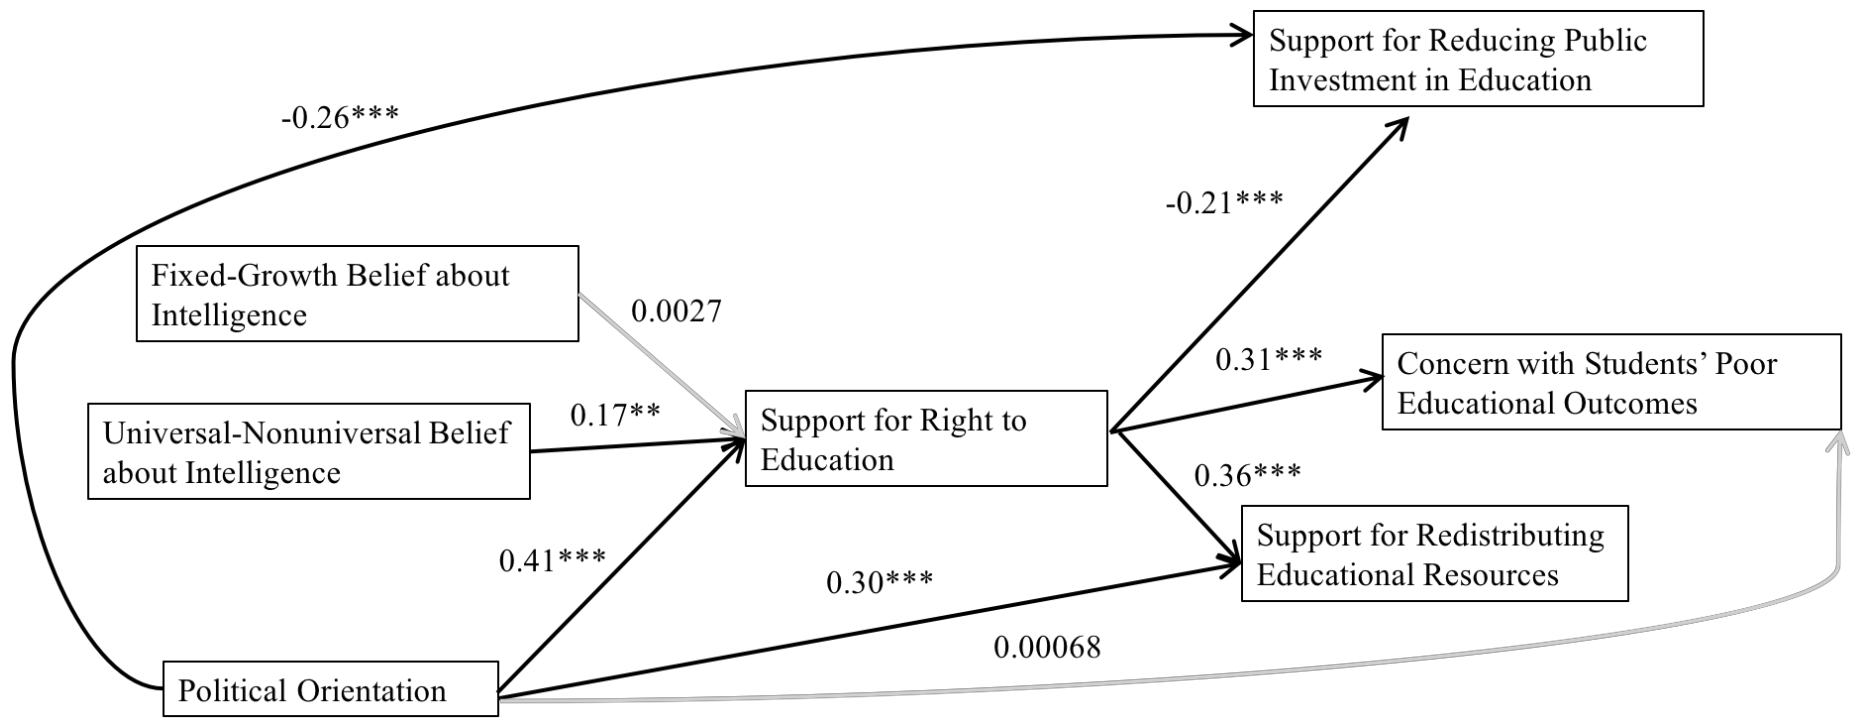 Support for Reducing Public
Investment in Education
-0.26***
-0.21***
Fixed-Growth Belief about
Intelligence
0.0027
0.31***
Concern with Students’ Poor
Educational Outcomes
Universal-Nonuniversal Belief
about Intelligence
0.17**
Support for Right to
Education
0.36***
Support for Redistributing
Educational Resources
0.41***
0.30***
0.00068
Political Orientation